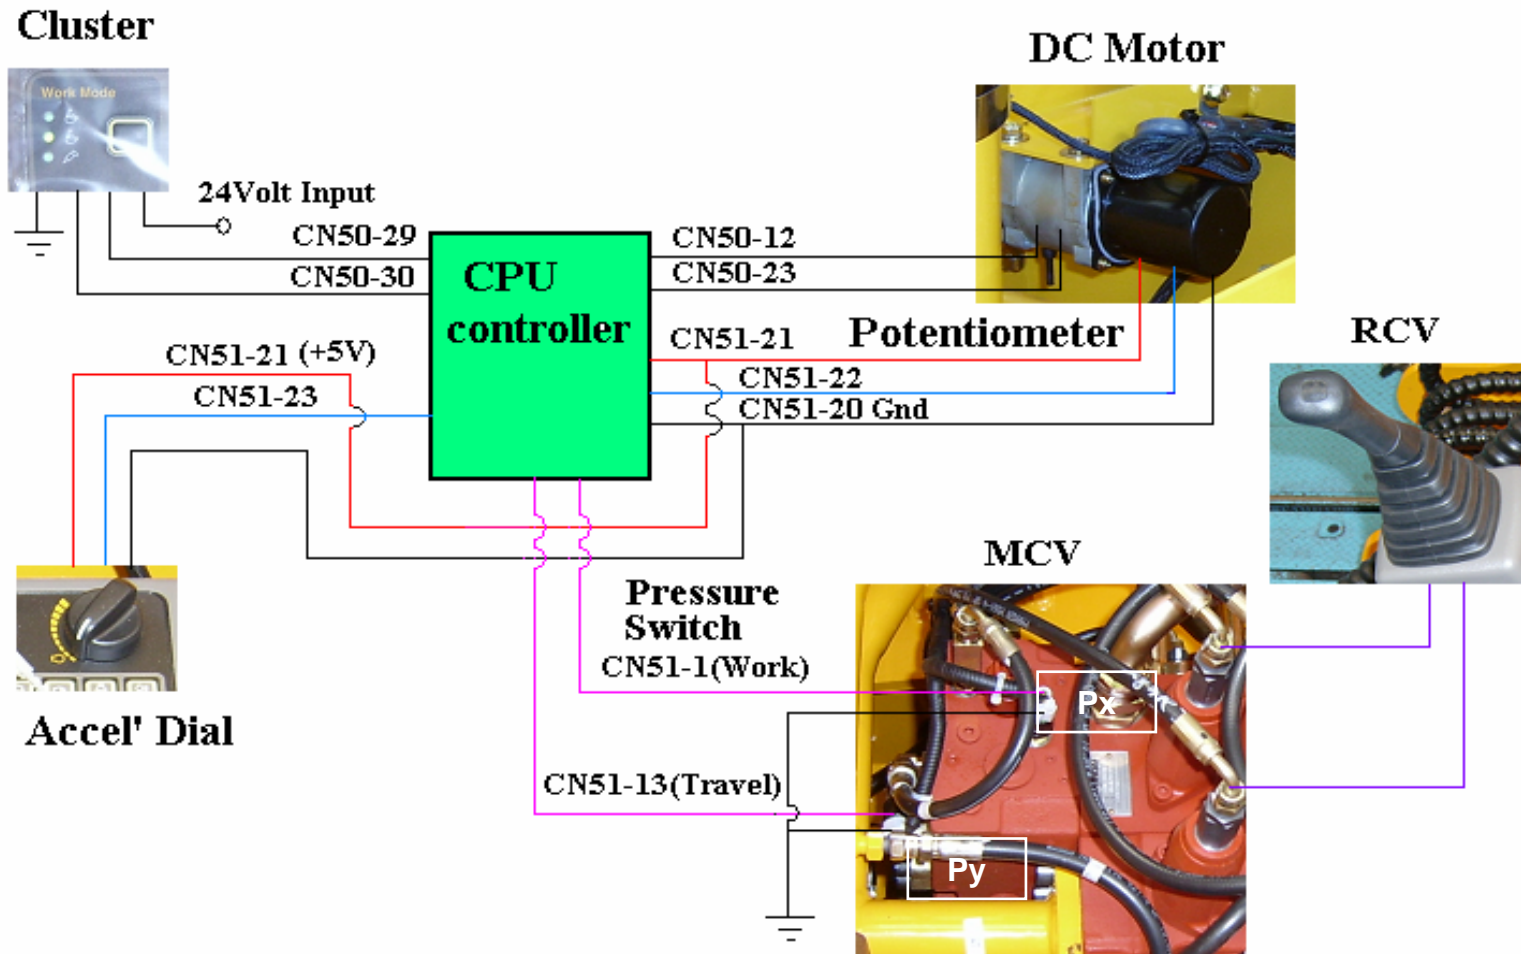 Cluster
DC Motor
Work Mode
24Volt Input
CN50-29
CN50-30
CN50-12
CN50-23
CPU
controller
CN51-21 (+5V)
CN51-23
CN51-21
Potentiometer
CN51-22
CN51-20 Gnd
RCV
MCV
Pressure
Switch
CN51-1(Work)
Px
Accel' Dial
CN51-13(Travel)
Py